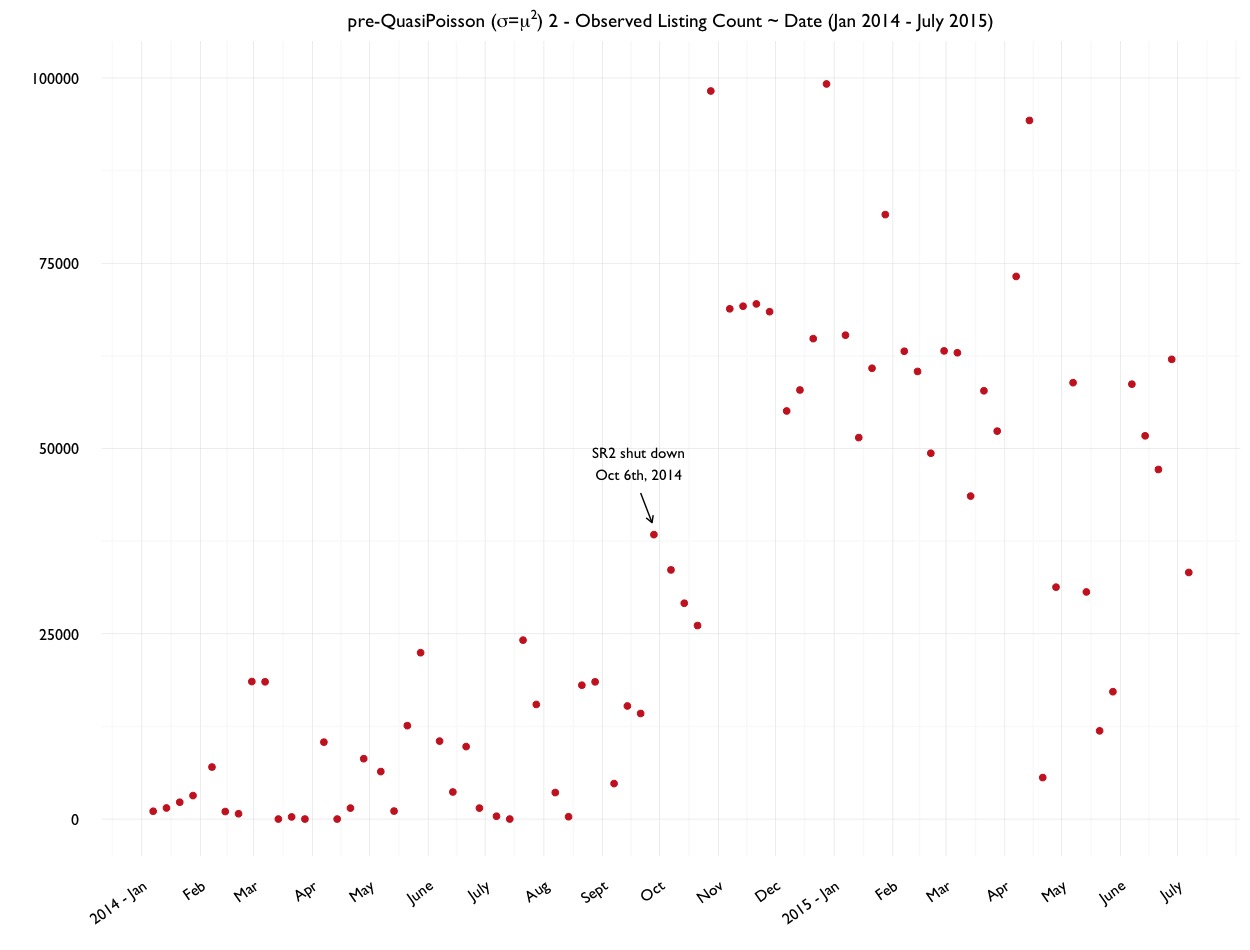 pre-QuasiPoisson (σ=μ²) 2 - Observed Listing Count ~ Date (Jan 2014 - July 2015)
100000
75000
50000
25000
0
SR2 shut down
Oct 6th, 2014
2014 - Jan
Feb
Mar
Apr
May
June
July
Aug
Sept
Oct
Nov
Dec
2015 - Jan
Feb
Mar
Apr
May
June
July